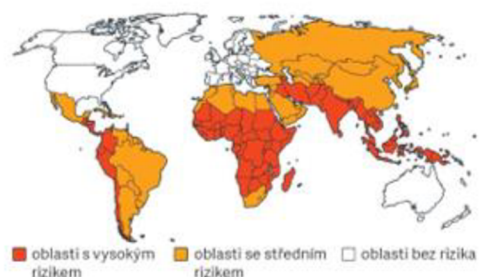 oblasti s vysokým
rizikem
oblasti se středním
rizikem
oblasti bez rizika